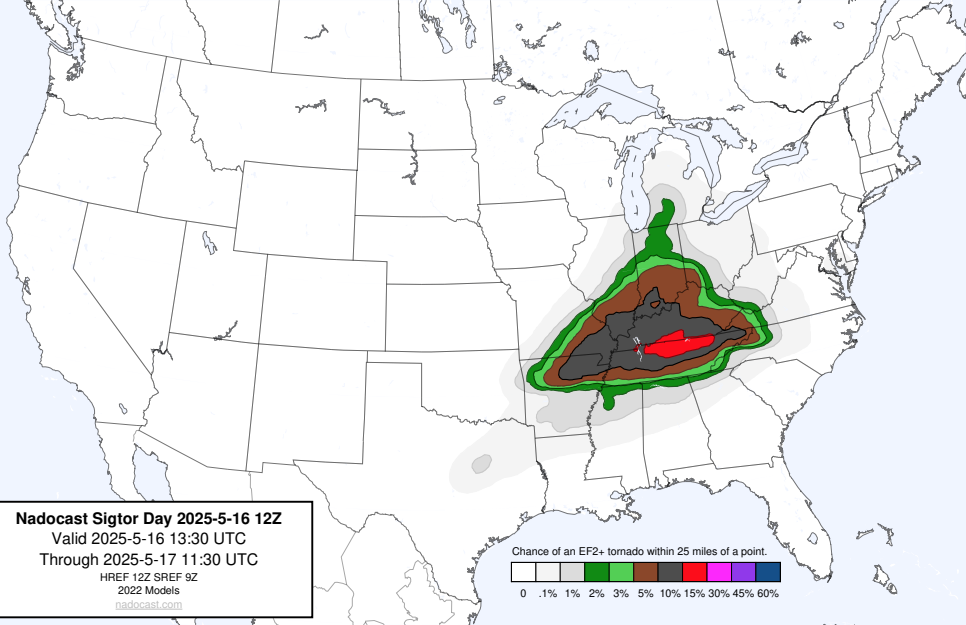 Nadocast Sigtor Day 2025-5-16 12Z
Valid 2025-5-16 13:30 UTC
Through 2025-5-17 11:30 UTC
HREF 12Z SREF 9Z
2022 Models
nadocast.com
Chance of an EF2+ tornado within 25 miles of a point.
0 .1% 1% 2% 3% 5% 10% 15% 30% 45% 60%